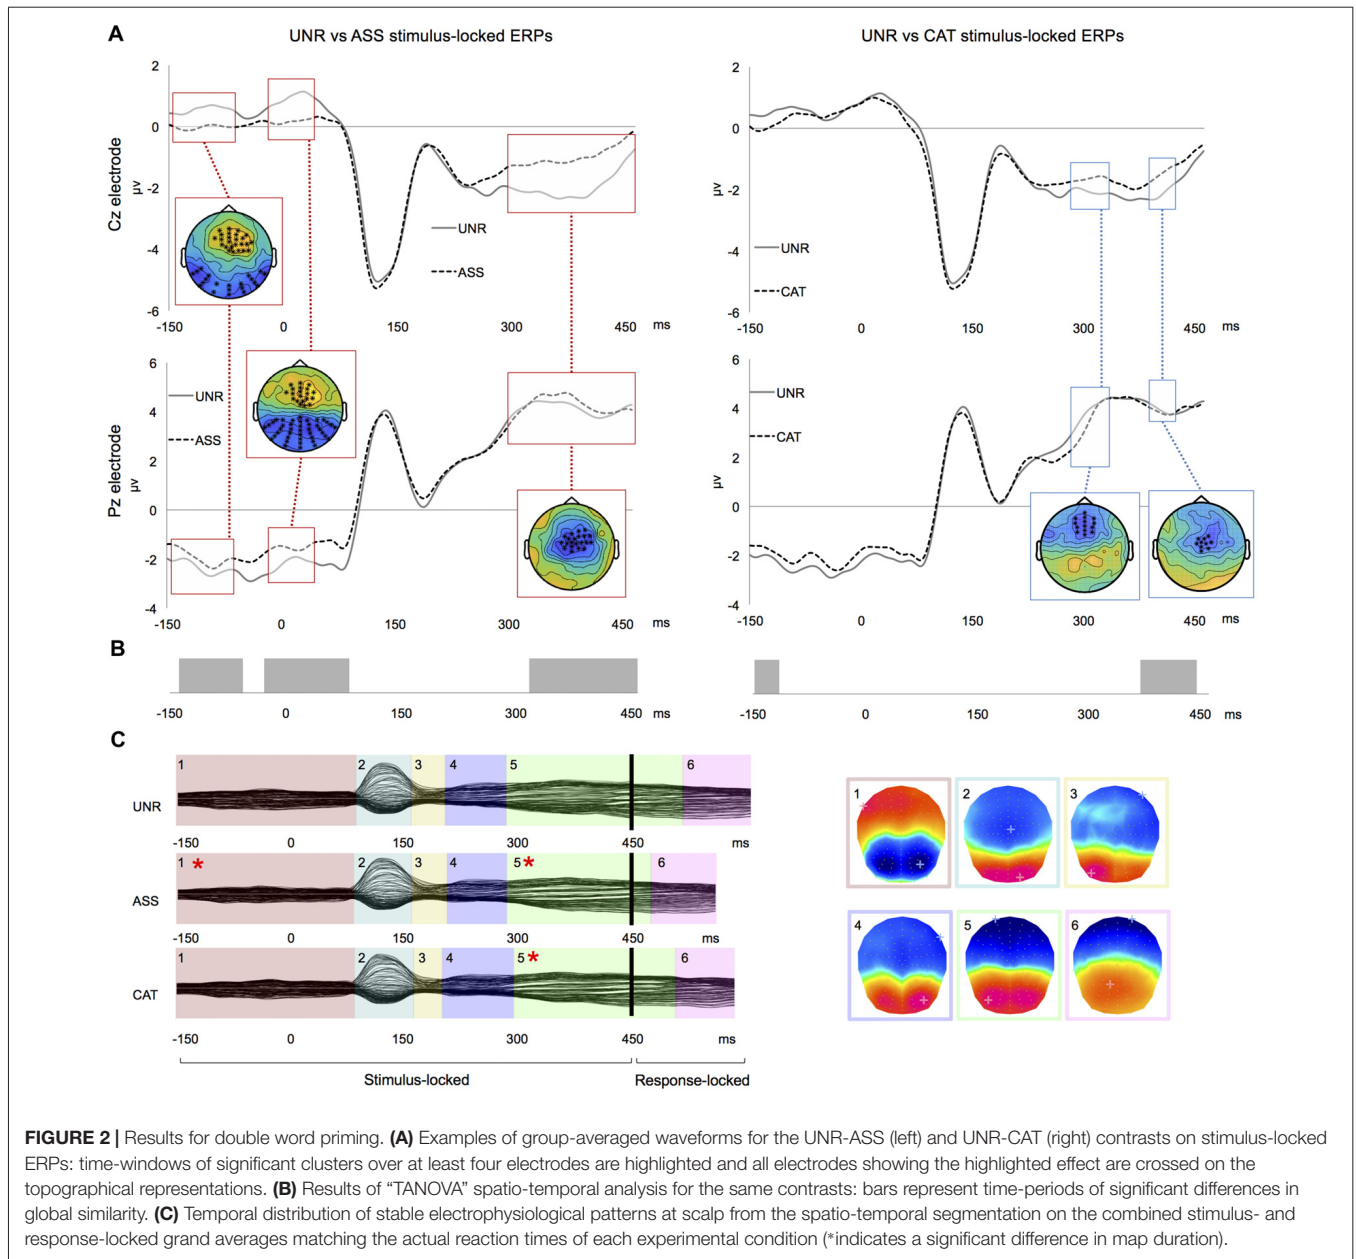 A
UNR vs ASS stimulus-locked ERPs
UNR vs CAT stimulus-locked ERPs
Cz electrode
μv
2
0
-2
-4
-6
UNR
ASS
-150 0 150 300 450 ms
μv
2
0
-2
-4
-6
UNR
CAT
-150 0 150 300 450 ms
Pz electrode
μv
6
4
2
0
-2
-4
UNR
ASS
-150 0 150 300 450 ms
μv
6
4
2
0
-2
-4
UNR
CAT
-150 0 150 300 450 ms
B
-150 0 150 300 450 ms
-150 0 150 300 450 ms
C
1 2 3 4 5 6
UNR
-150 0 150 300 450 ms
1 * 2 3 4 5 * 6
ASS
-150 0 150 300 450 ms
1 2 3 4 5 * 6
CAT
-150 0 150 300 450 ms
Stimulus-locked Response-locked
1 2 3
4 5 6
FIGURE 2 | Results for double word priming. (A) Examples of group-averaged waveforms for the UNR-ASS (left) and UNR-CAT (right) contrasts on stimulus-locked
ERPs: time-windows of significant clusters over at least four electrodes are highlighted and all electrodes showing the highlighted effect are crossed on the
topographical representations. (B) Results of “TANOVA” spatio-temporal analysis for the same contrasts: bars represent time-periods of significant differences in
global similarity. (C) Temporal distribution of stable electrophysiological patterns at scalp from the spatio-temporal segmentation on the combined stimulus- and
response-locked grand averages matching the actual reaction times of each experimental condition (*indicates a significant difference in map duration).